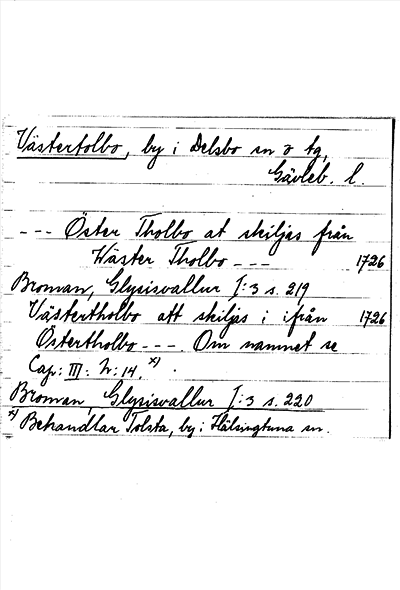 Västertolbo, by i Delsbo sn o tg,
Gävleb. l.
--- Öster Tholbo at skiljas från
Wäster Tholbo --- 1726
Broman, Glysisvallur I:3 s. 219
Västertholbo att skiljas i ifrån 1726
Östertholbo ---. Om namnet se
Cap: III: N: 14. x)
Broman, Glysisvallur I:3 s. 220
x) Behandlar Tolsta, by i Hälsingtuna sn.